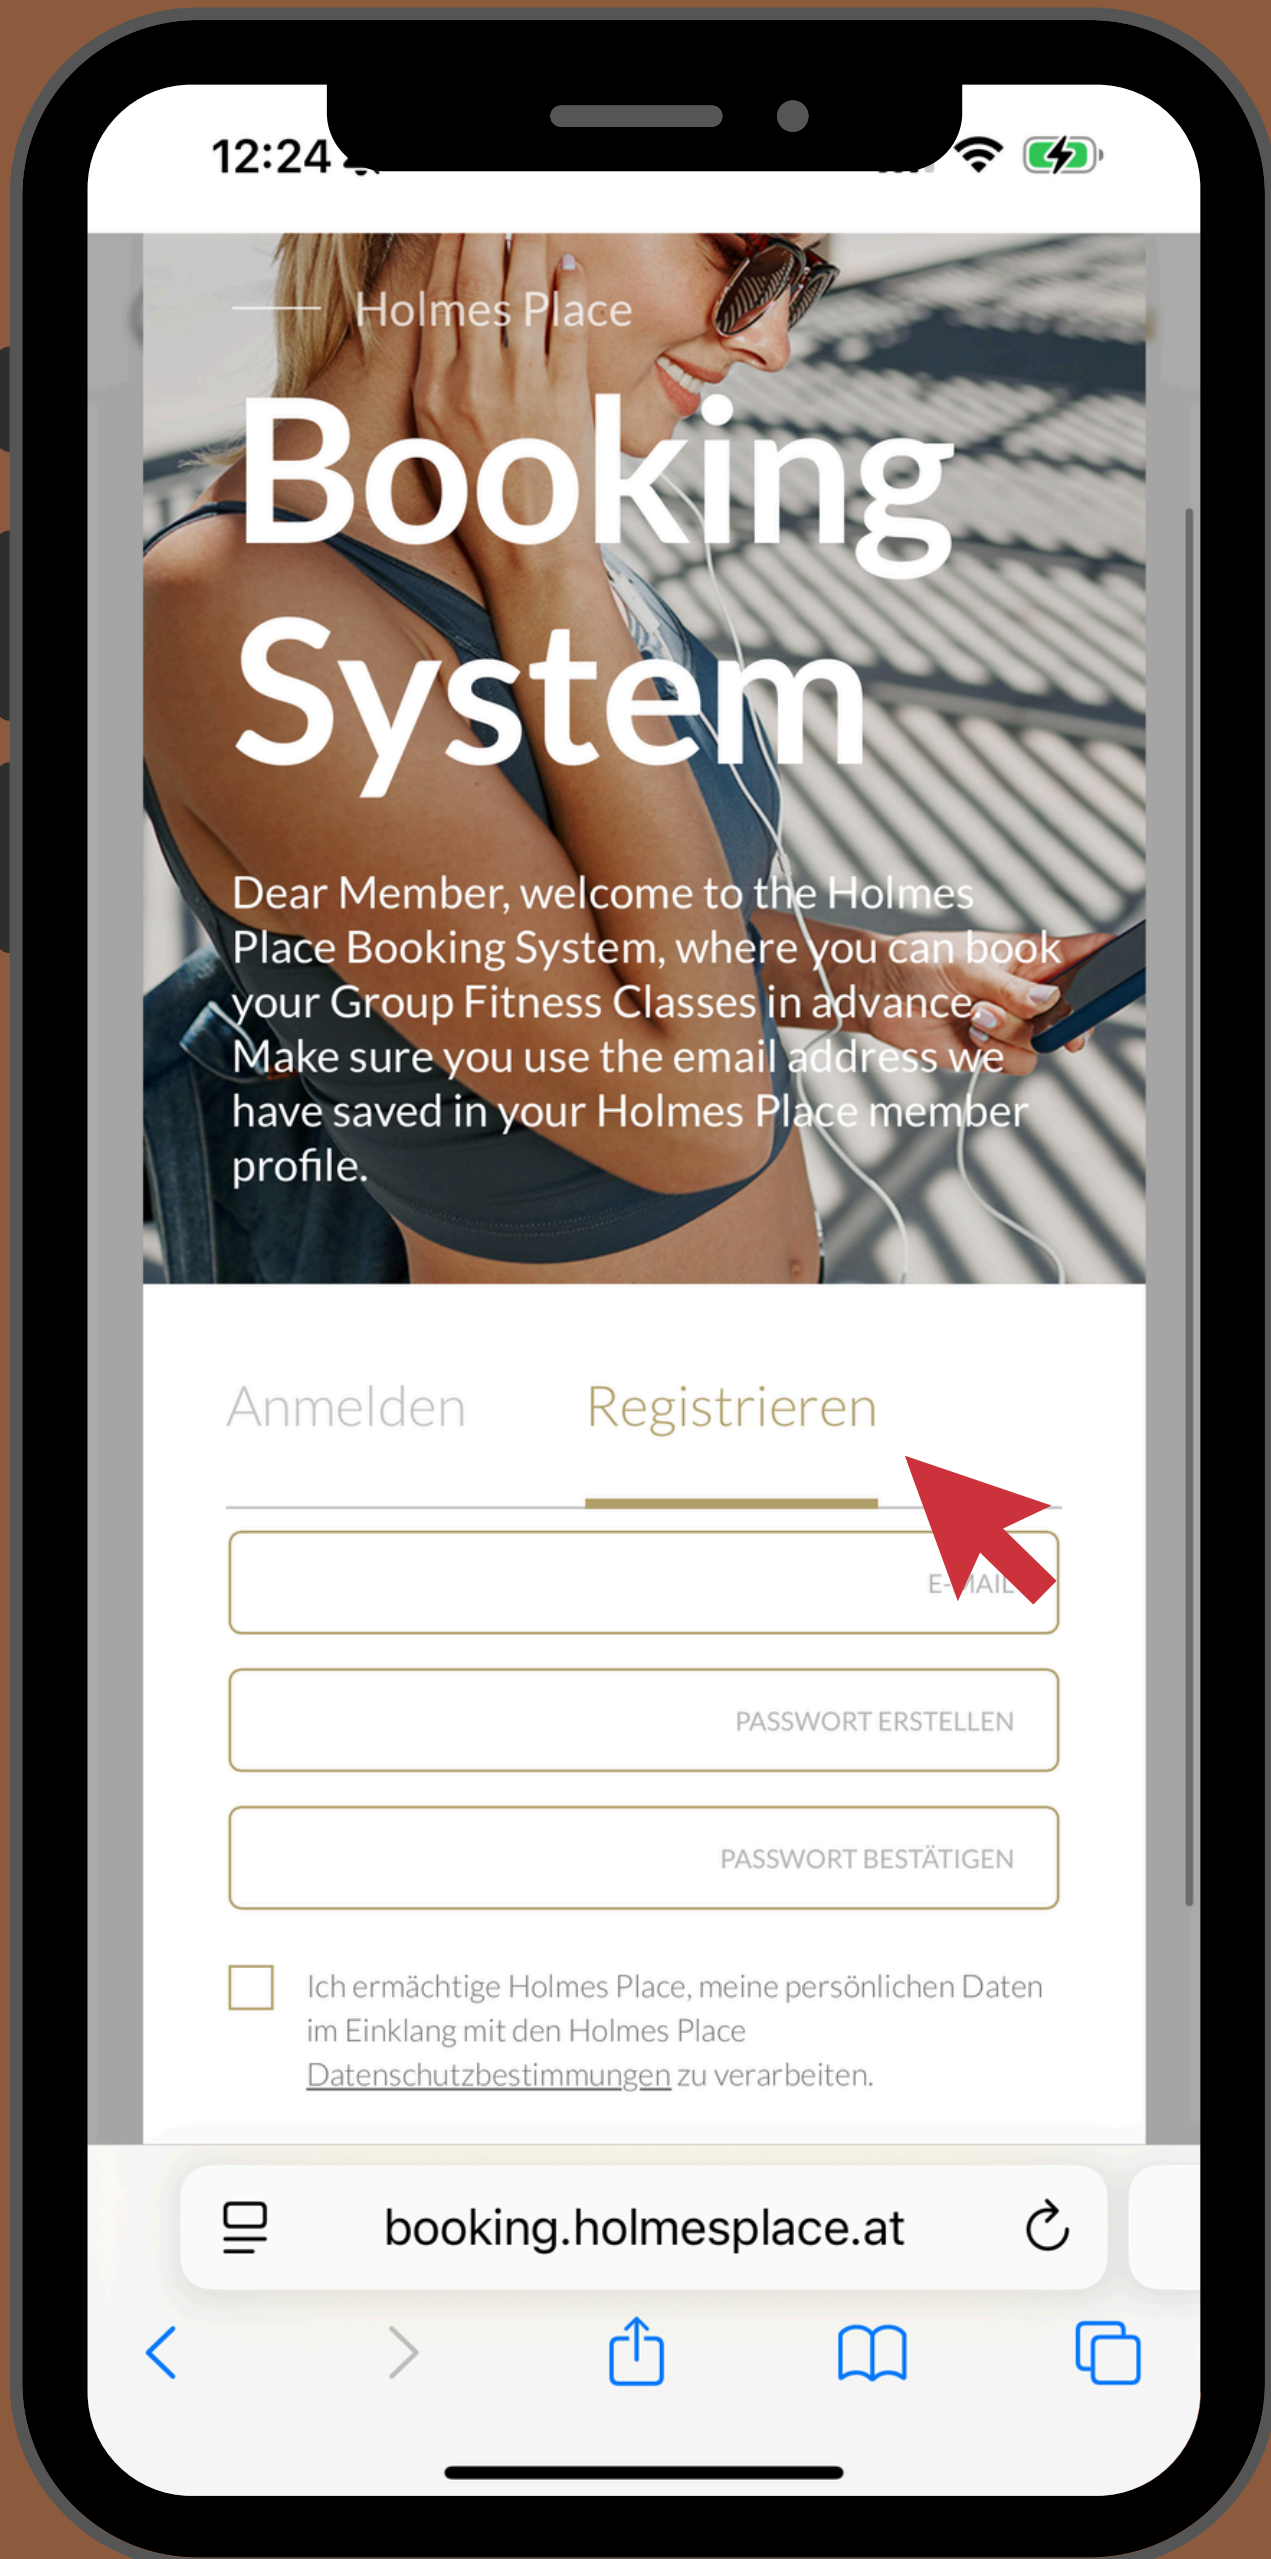 12:24
Holmes Place
Booking
System
Dear Member, welcome to the Holmes
Place Booking System, where you can book
your Group Fitness Classes in advance.
Make sure you use the email address we
have saved in your Holmes Place member
profile.
Anmelden Registrieren
E-MAIL
PASSWORT ERSTELLEN
PASSWORT BESTÄTIGEN
Ich ermächtige Holmes Place, meine persönlichen Daten
im Einklang mit den Holmes Place
Datenschutzbestimmungen zu verarbeiten.
booking.holmesplace.at